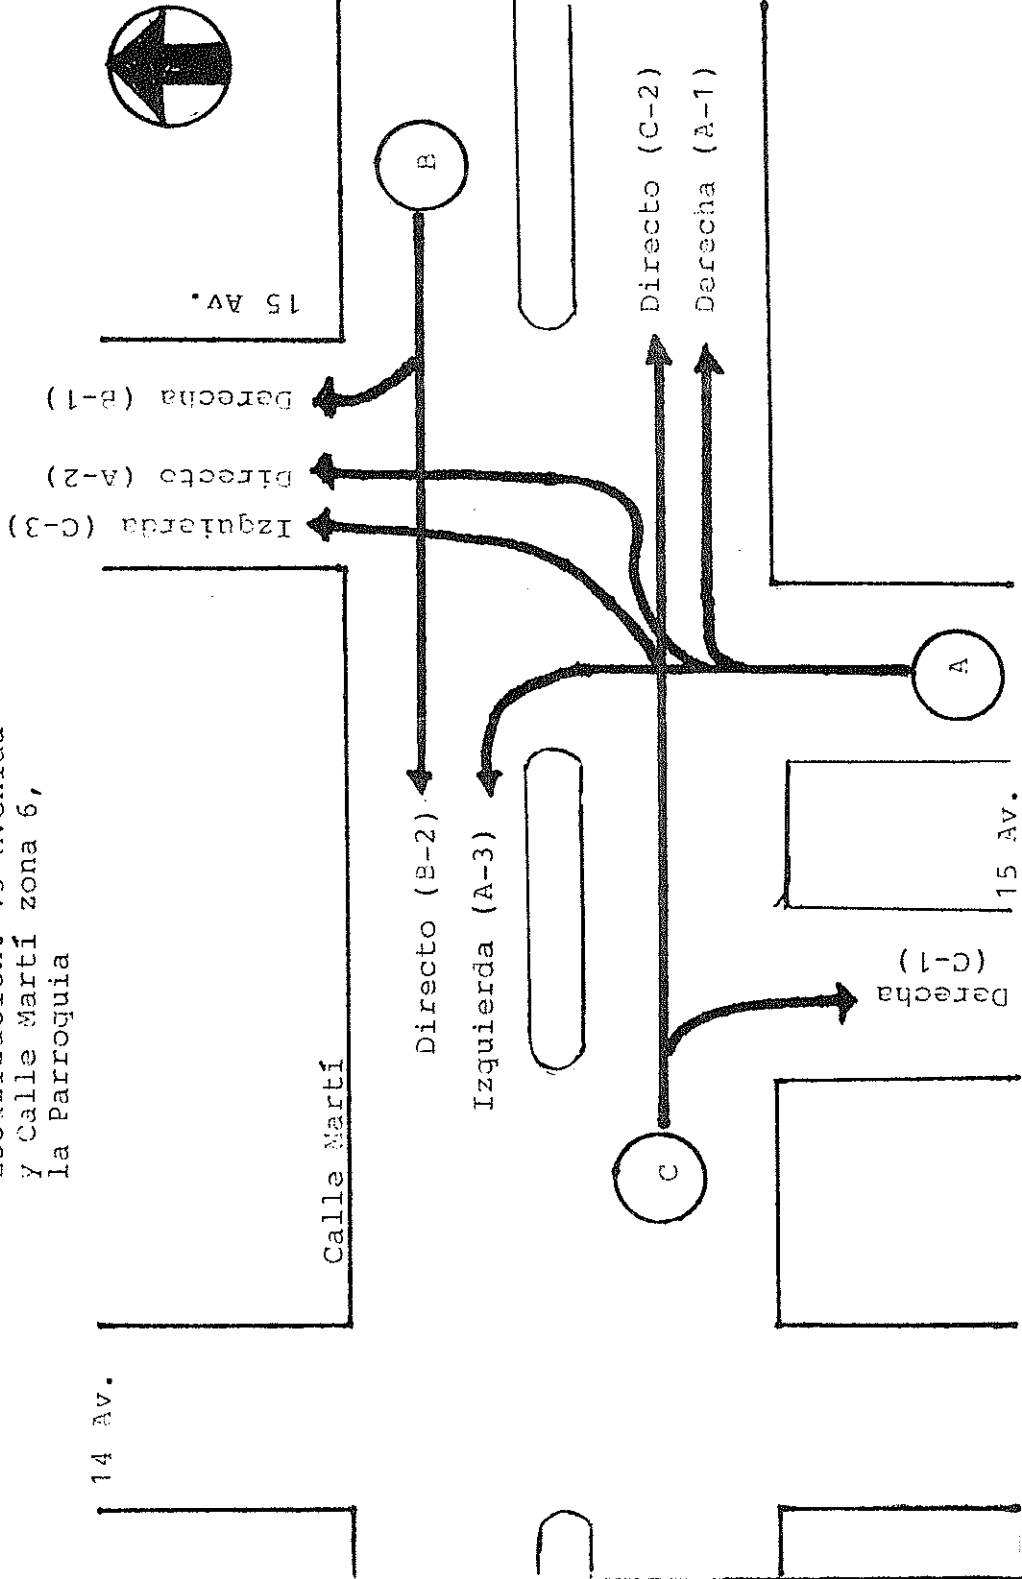 y Calle Martí zona 6,
la Parroquia
14 Av.
Calle Martí
15 Av.
Derecha (B-1)
Directo (A-2)
Izquierda (C-3)
B
Directo (B-2)
Izquierda (A-3)
Directo (C-2)
Derecha (A-1)
C
A
Derecha
(C-1)
15 Av.